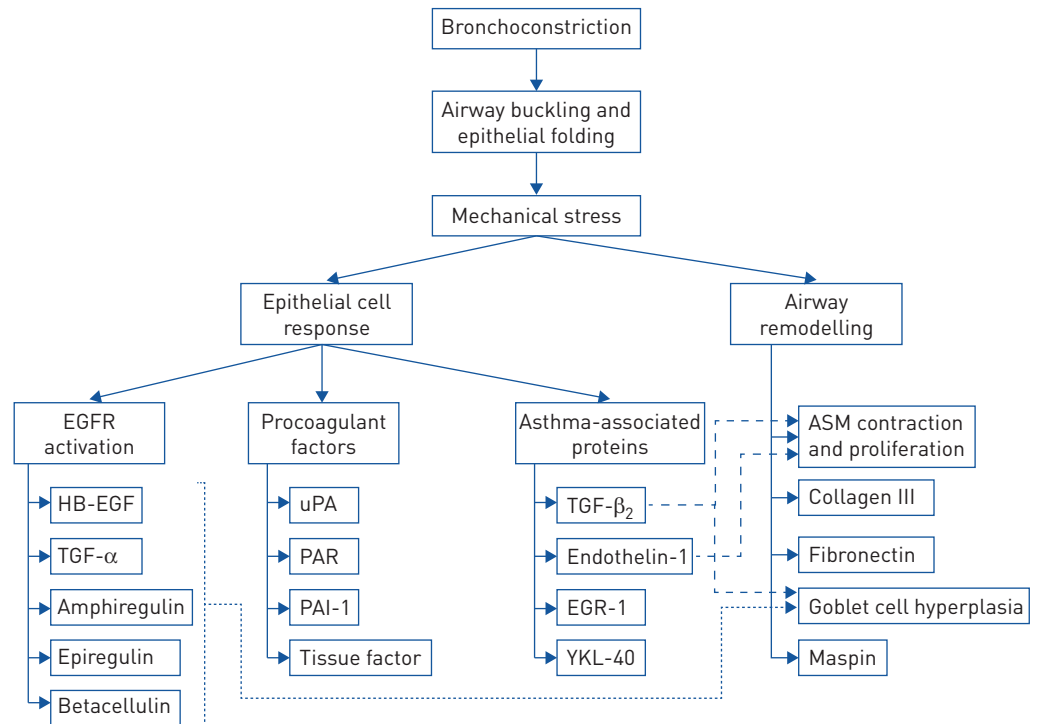 Bronchoconstriction
Airway buckling and
epithelial folding
Mechanical stress
Epithelial cell
response
Airway
remodelling
EGFR
activation
HB-EGF
TGF-α
Amphiregulin
Epiregulin
Betacellulin
Procoagulant
factors
uPA
PAR
PAI-1
Tissue factor
Asthma-associated
proteins
TGF-β₂
Endothelin-1
EGR-1
YKL-40
ASM contraction
and proliferation
Collagen III
Fibronectin
Goblet cell hyperplasia
Maspin